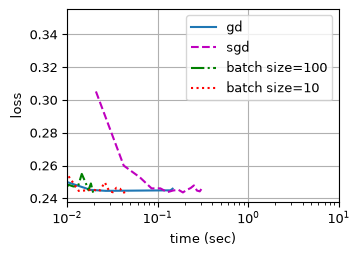 loss
0.34
0.32
0.30
0.28
0.26
0.24
gd
sgd
batch size=100
batch size=10
10⁻² 10⁻¹ 10⁰ 10¹
time (sec)